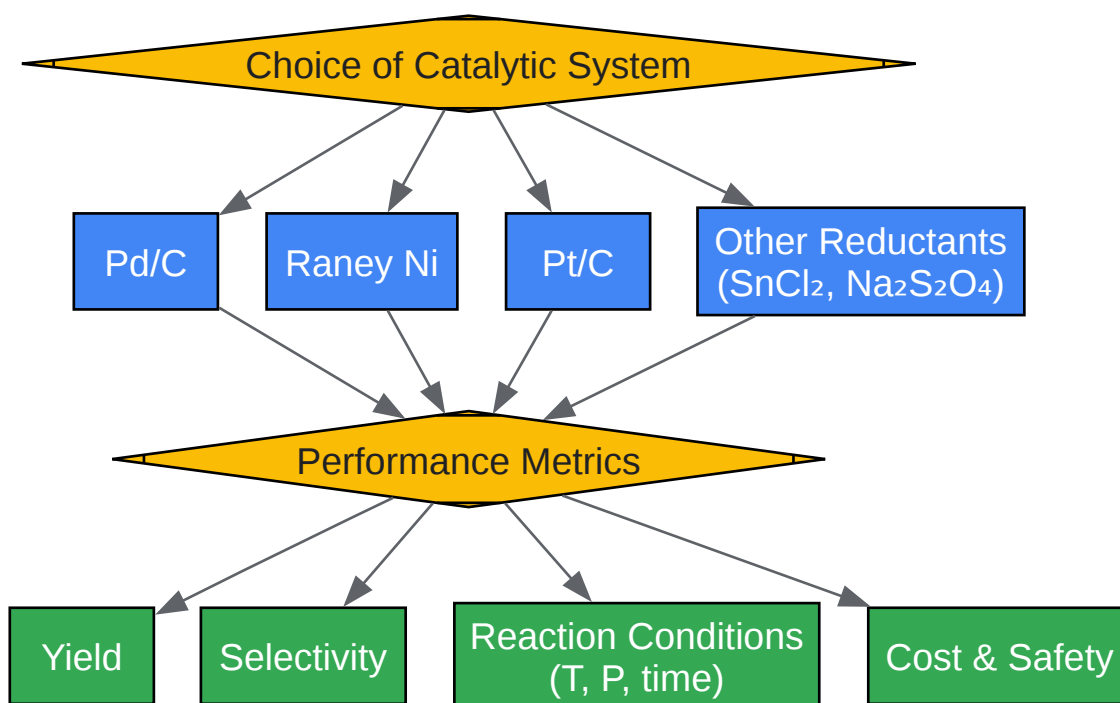 Choice of Catalytic System
Pd/C
Raney Ni
Pt/C
Other Reductants
(SnCl₂, Na₂S₂O₄)
Performance Metrics
Yield
Selectivity
Reaction Conditions
(T, P, time)
Cost & Safety